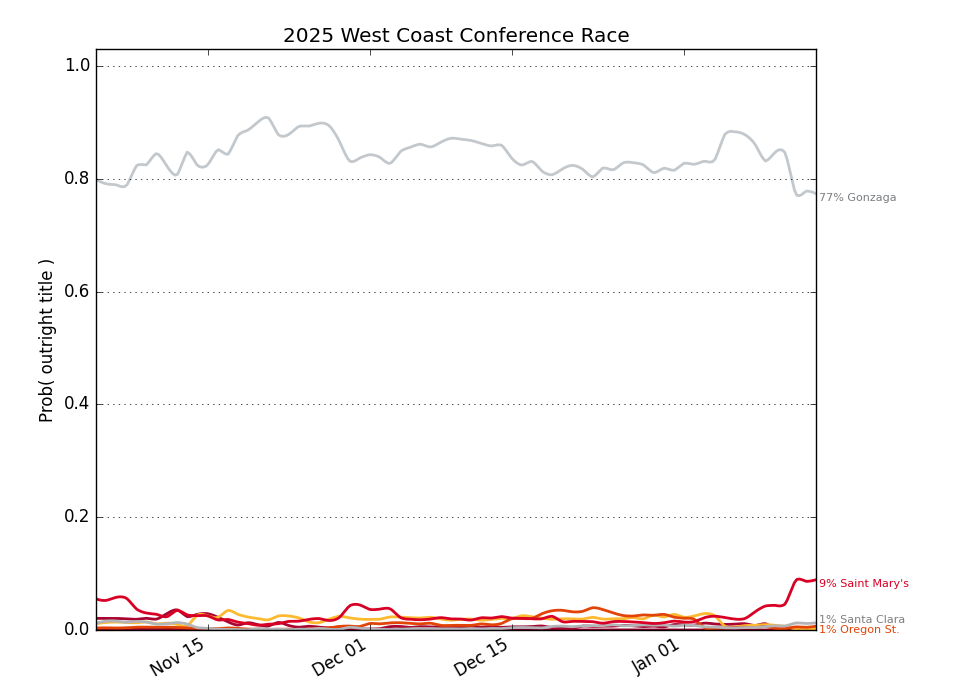 2025 West Coast Conference Race
Prob( outright title )
1.0
0.8
0.6
0.4
0.2
0.0
77% Gonzaga
9% Saint Mary's
1% Santa Clara
1% Oregon St.
Nov 15
Dec 01
Dec 15
Jan 01